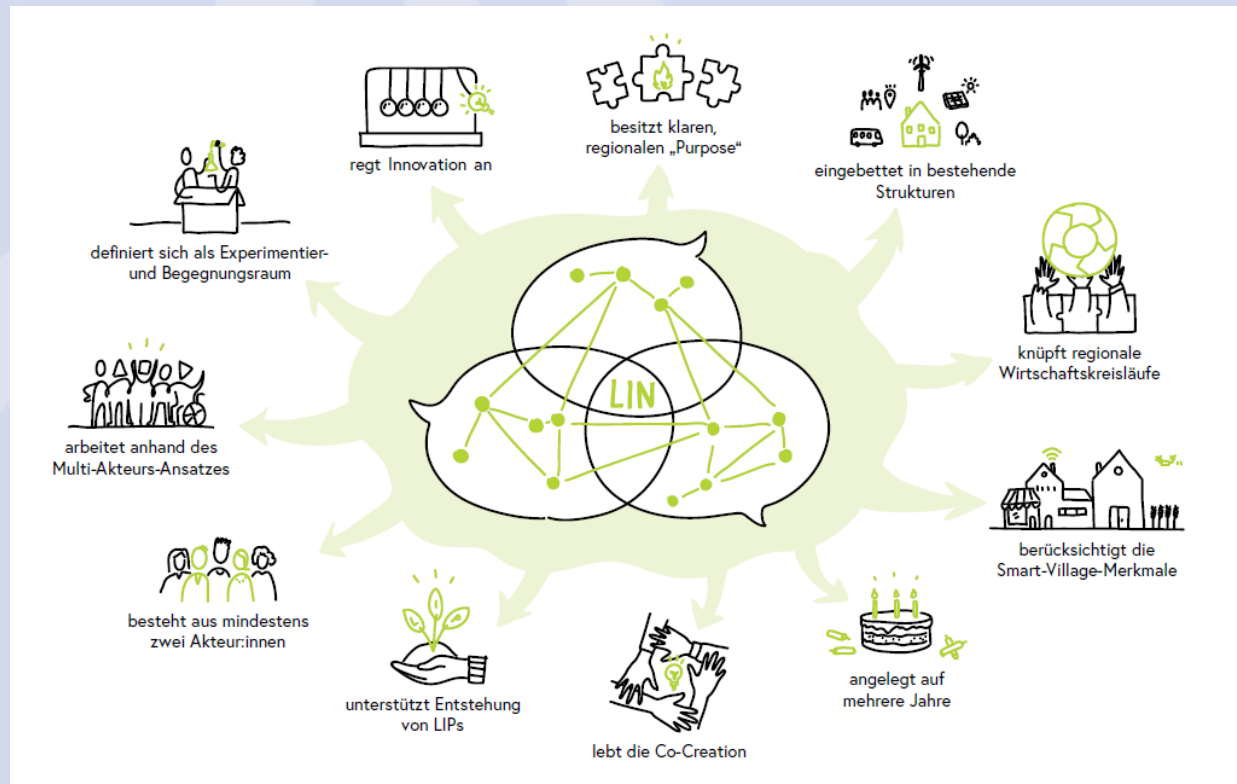 regt Innovation an
besitzt klaren,
regionalen „Purpose“
eingebettet in bestehende
Strukturen
knüpft regionale
Wirtschaftskreisläufe
berücksichtigt die
Smart-Village-Merkmale
angelegt auf
mehrere Jahre
lebt die Co-Creation
unterstützt Entstehung
von LIPs
besteht aus mindestens
zwei Akteur:innen
arbeitet anhand des
Multi-Akteurs-Ansatzes
definiert sich als Experimentier-
und Begegnungsraum
LIN
L I P